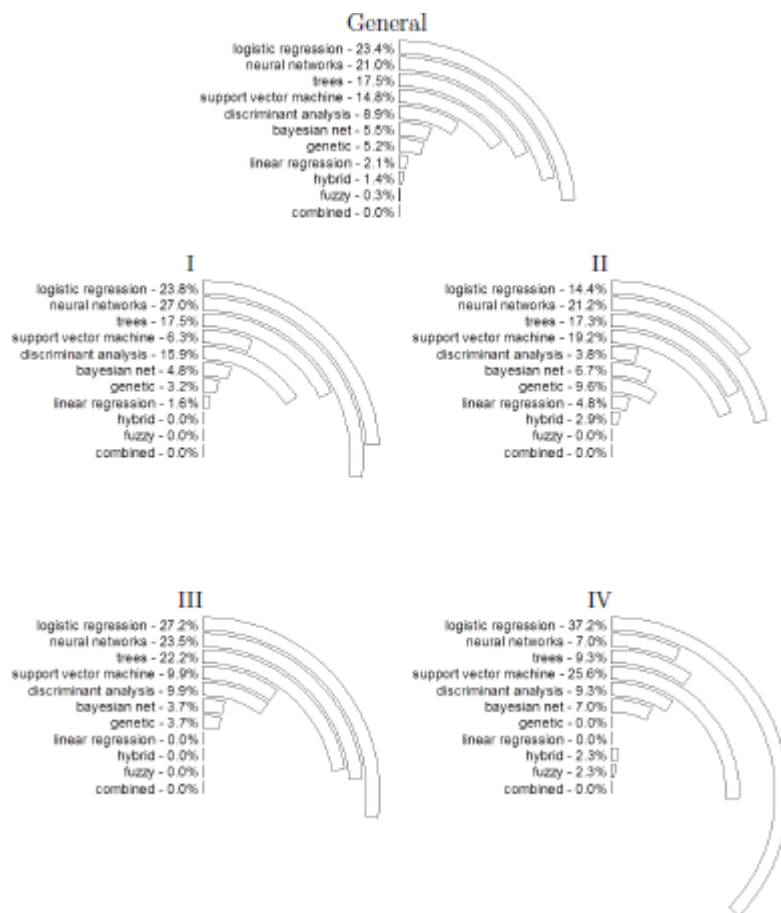 General
logistic regression - 23.4%
neural networks - 21.0%
trees - 17.5%
support vector machine - 14.8%
discriminant analysis - 8.9%
bayesian net - 5.5%
genetic - 5.2%
linear regression - 2.1%
hybrid - 1.4%
fuzzy - 0.3%
combined - 0.0%
I
logistic regression - 23.8%
neural networks - 27.0%
trees - 17.5%
support vector machine - 6.3%
discriminant analysis - 15.9%
bayesian net - 4.8%
genetic - 3.2%
linear regression - 1.6%
hybrid - 0.0%
fuzzy - 0.0%
combined - 0.0%
II
logistic regression - 14.4%
neural networks - 21.2%
trees - 17.3%
support vector machine - 19.2%
discriminant analysis - 3.8%
bayesian net - 6.7%
genetic - 9.6%
linear regression - 4.8%
hybrid - 2.9%
fuzzy - 0.0%
combined - 0.0%
III
logistic regression - 27.2%
neural networks - 23.5%
trees - 22.2%
support vector machine - 9.9%
discriminant analysis - 9.9%
bayesian net - 3.7%
genetic - 3.7%
linear regression - 0.0%
hybrid - 0.0%
fuzzy - 0.0%
combined - 0.0%
IV
logistic regression - 37.2%
neural networks - 7.0%
trees - 9.3%
support vector machine - 25.6%
discriminant analysis - 9.3%
bayesian net - 7.0%
genetic - 0.0%
linear regression - 0.0%
hybrid - 2.3%
fuzzy - 2.3%
combined - 0.0%